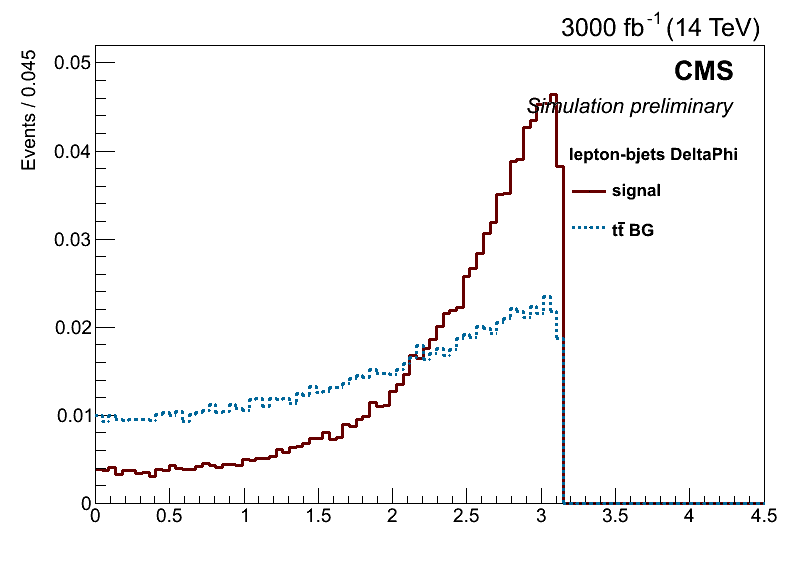 3000 fb-1 (14 TeV)
CMS
Simulation preliminary
lepton-bjets DeltaPhi
signal
tt̄ BG
Events / 0.045
0.05
0.04
0.03
0.02
0.01
0
0 0.5 1 1.5 2 2.5 3 3.5 4 4.5